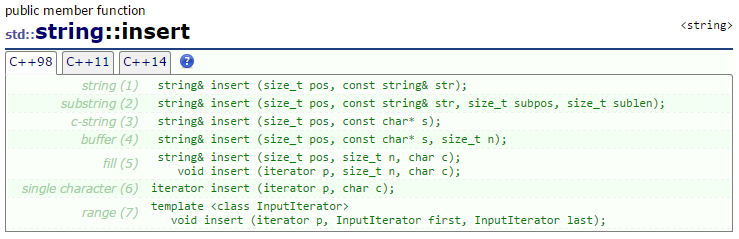 public member function
std::string::insert
<string>
C++98 C++11 C++14 ?
string (1) string& insert (size_t pos, const string& str);
substring (2) string& insert (size_t pos, const string& str, size_t subpos, size_t sublen);
c-string (3) string& insert (size_t pos, const char* s);
buffer (4) string& insert (size_t pos, const char* s, size_t n);
fill (5) string& insert (size_t pos, size_t n, char c);
void insert (iterator p, size_t n, char c);
single character (6) iterator insert (iterator p, char c);
range (7) template <class InputIterator>
void insert (iterator p, InputIterator first, InputIterator last);